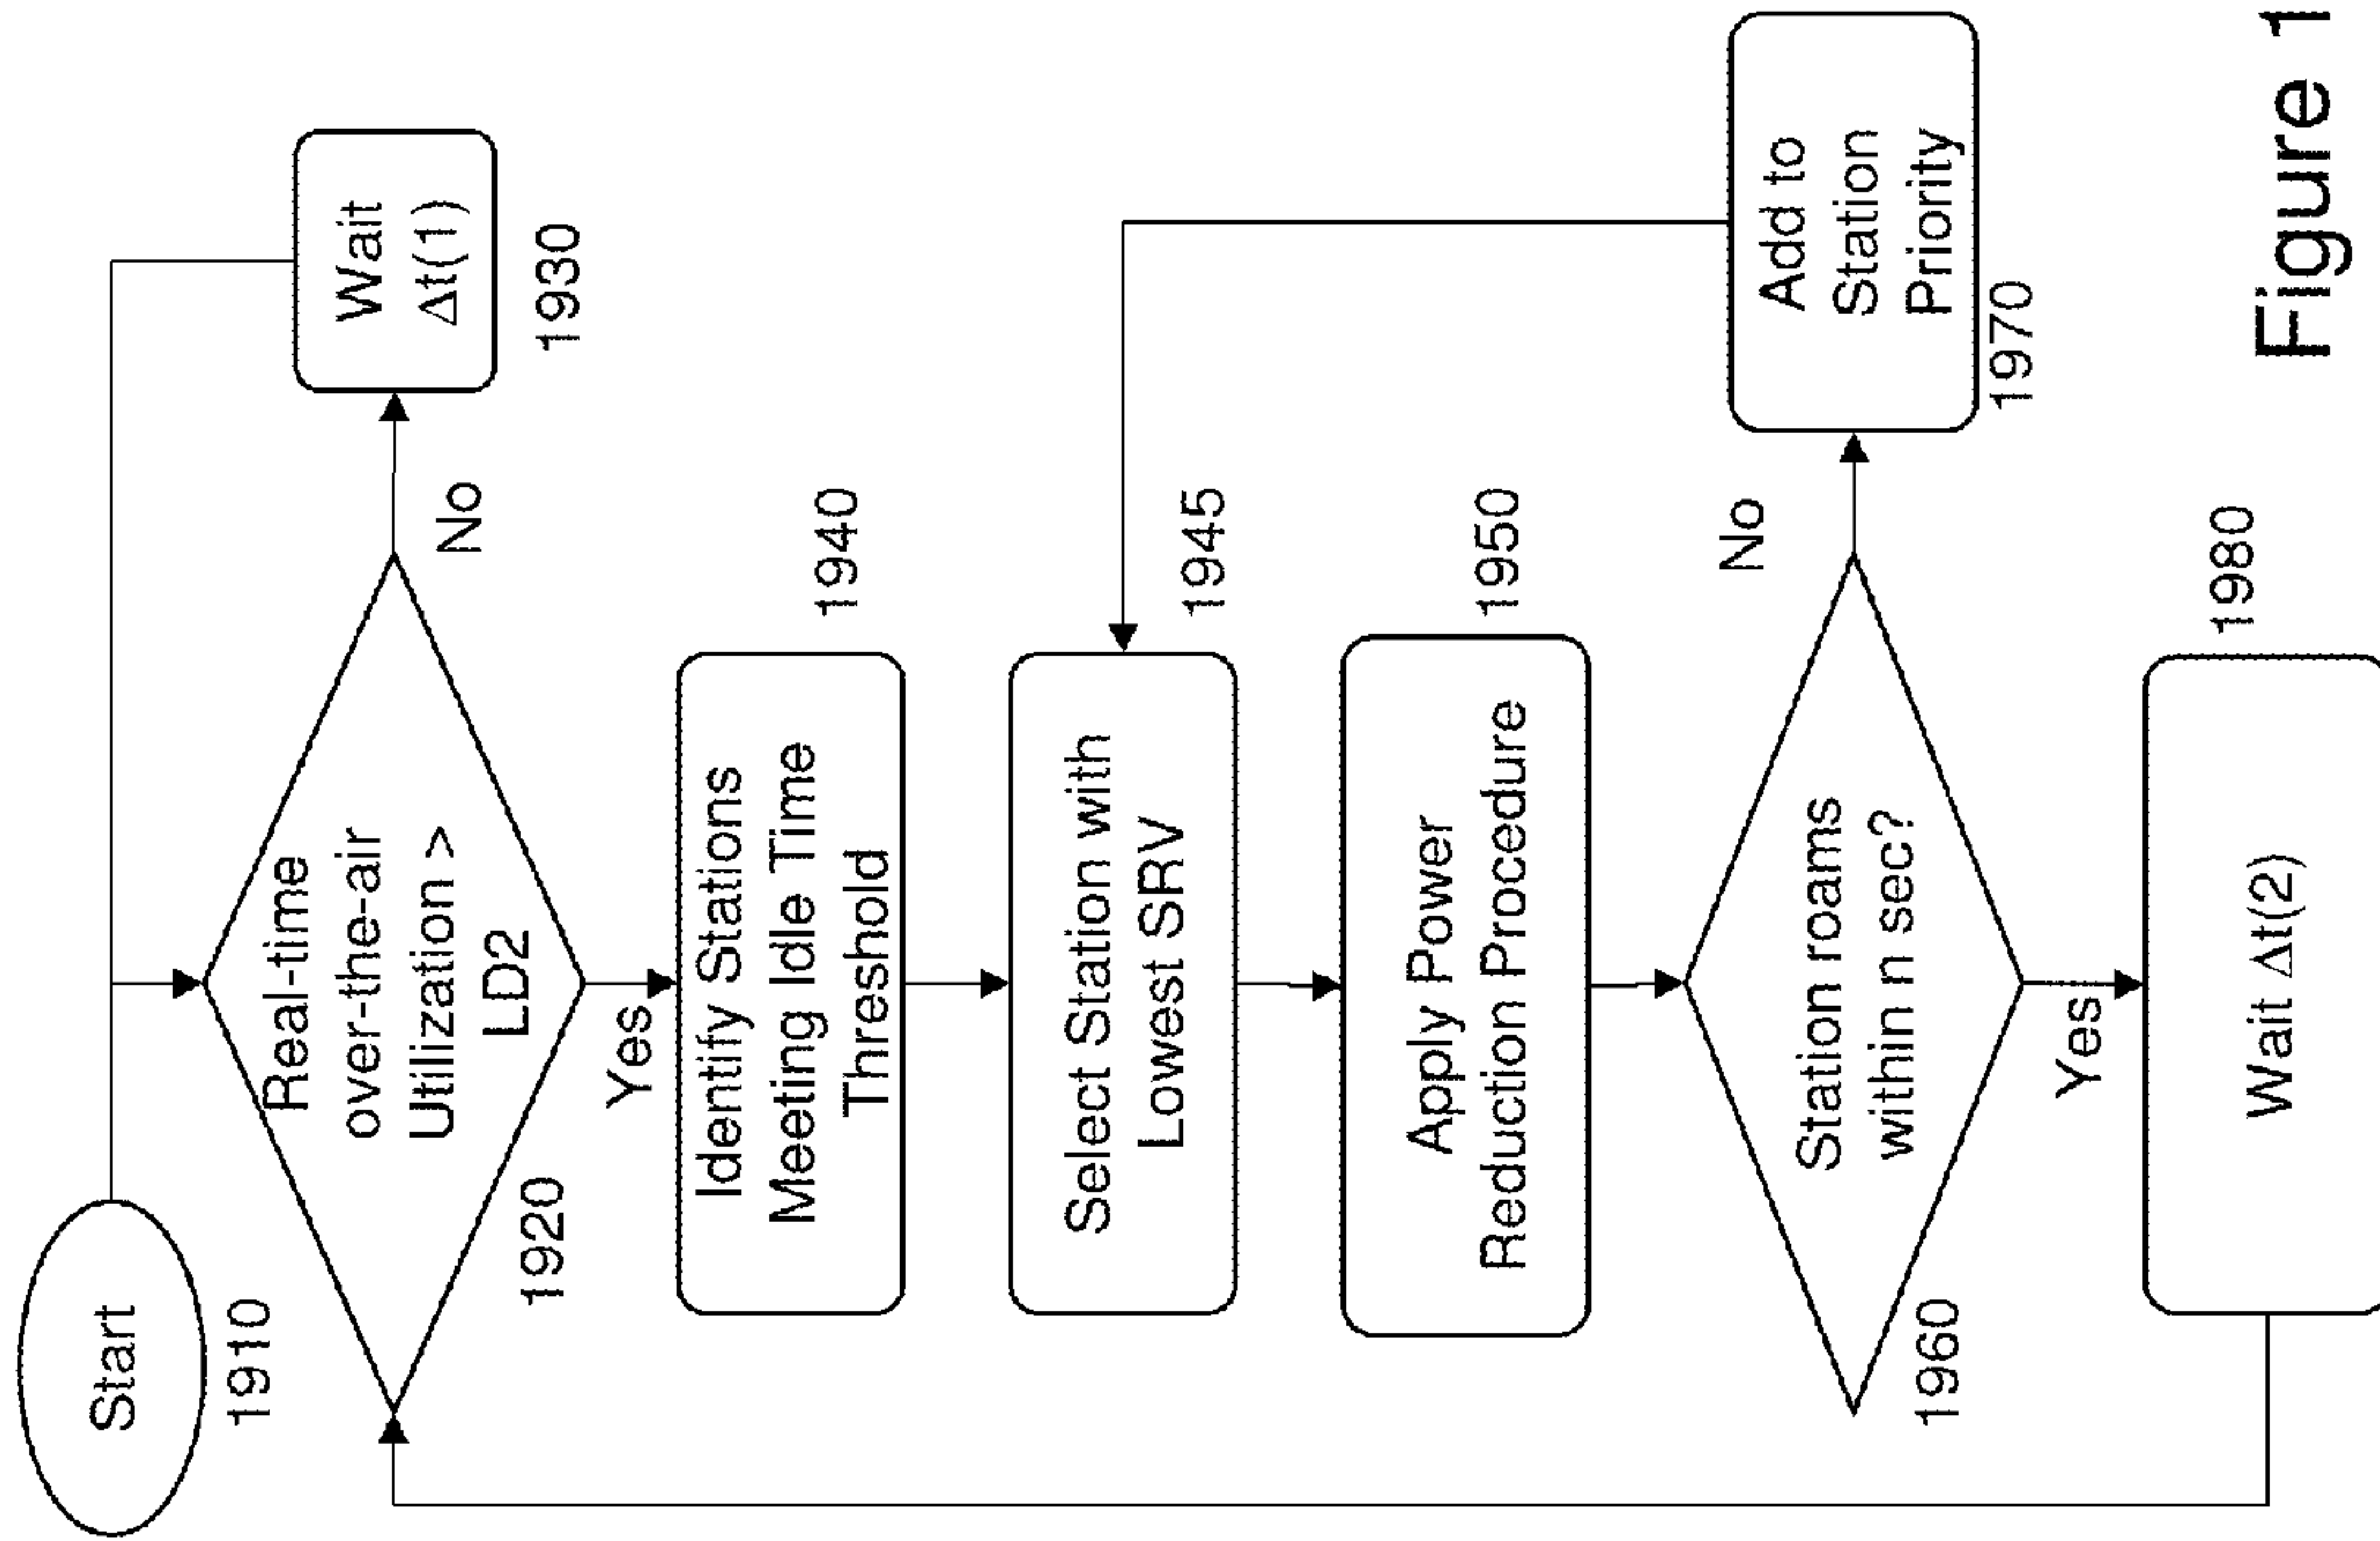 Start
1910
Real-time
over-the-air
Utilization >
LD2
1920
No
Wait
Δt(1)
1930
Yes
Identify Stations
Meeting Idle Time
Threshold
1940
Select Station with
Lowest SRV
1945
Apply Power
Reduction Procedure
1950
Station roams
within n sec?
1960
No
Add to
Station
Priority
1970
Yes
Wait Δt(2)
1980
Figure 1